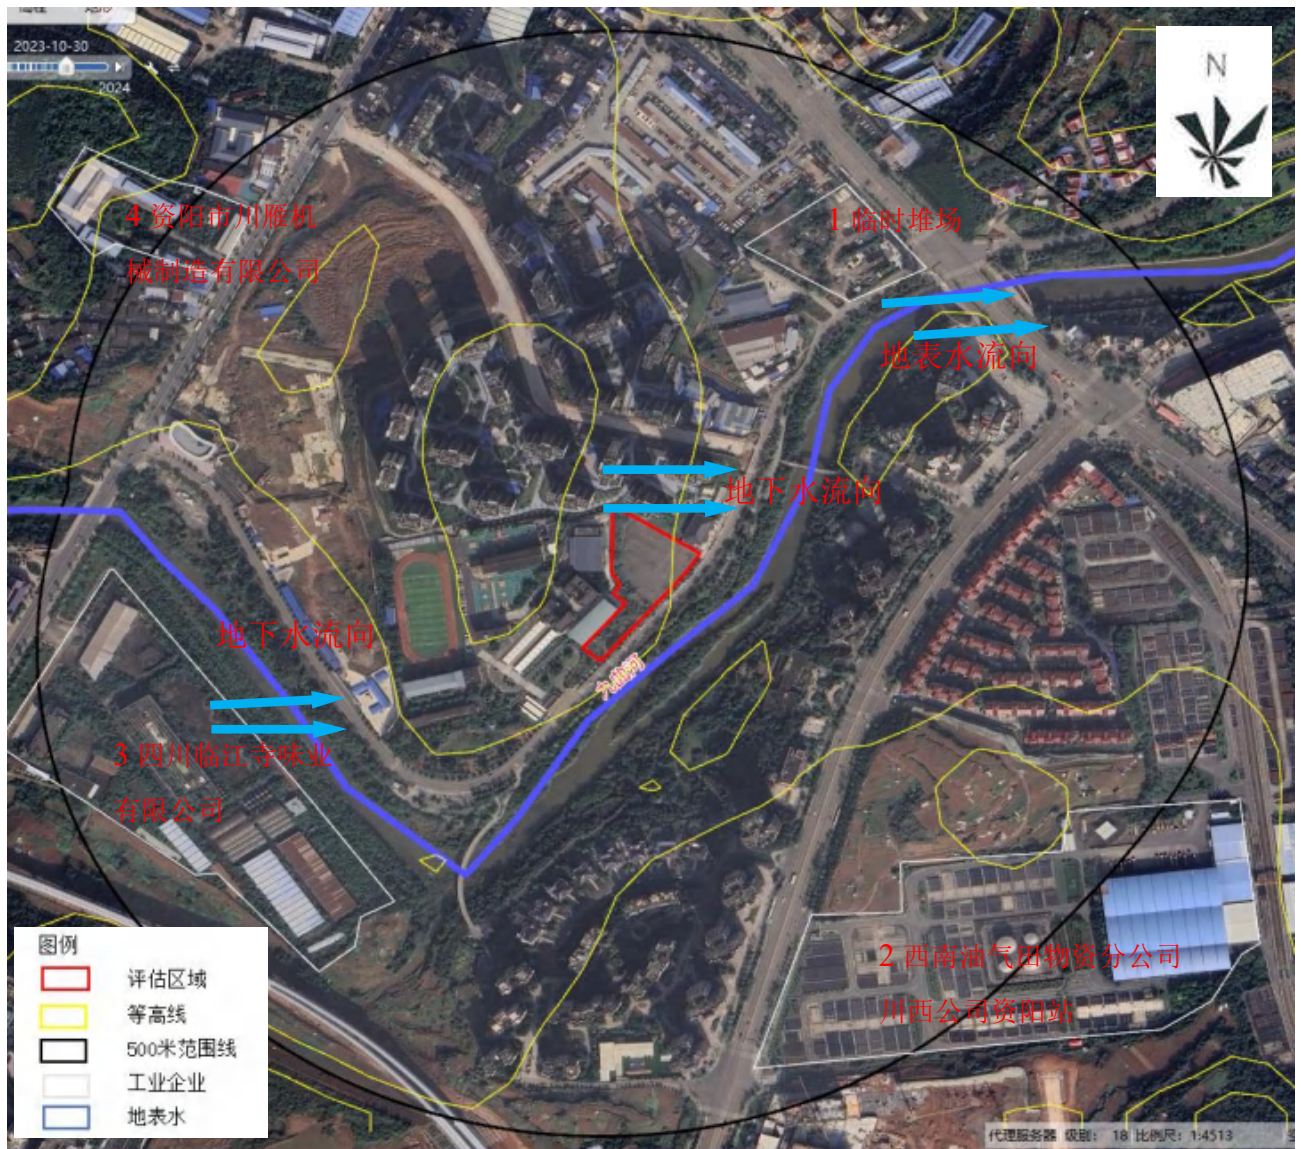 2023-10-30
2024
N
4 资阳市川雁机
械制造有限公司
1 临时堆场
地表水流向
地下水流向
地下水流向
九曲河
3 四川临江寺味业
有限公司
2 西南油气田物资分公司
川西公司资阳站
图例
评估区域
等高线
500米范围线
工业企业
地表水
代理服务器 级别： 18 比例尺： 1:4513